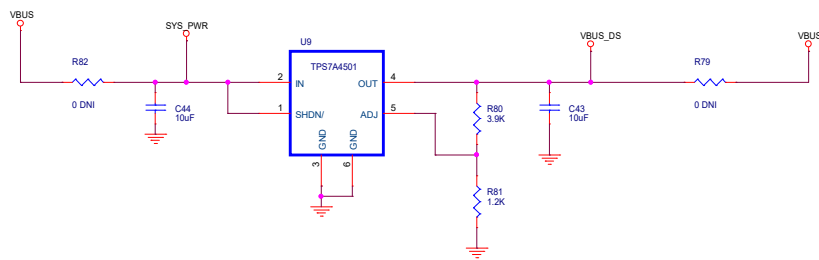 VBUS
SYS_PWR
VBUS_DS
VBUS
R82
0 DNI
C44
10uF
U9
TPS7A4501
2
IN
OUT
4
1
SHDN/
ADJ
5
GND
GND
3
6
R80
3.9K
R81
1.2K
C43
10uF
R79
0 DNI